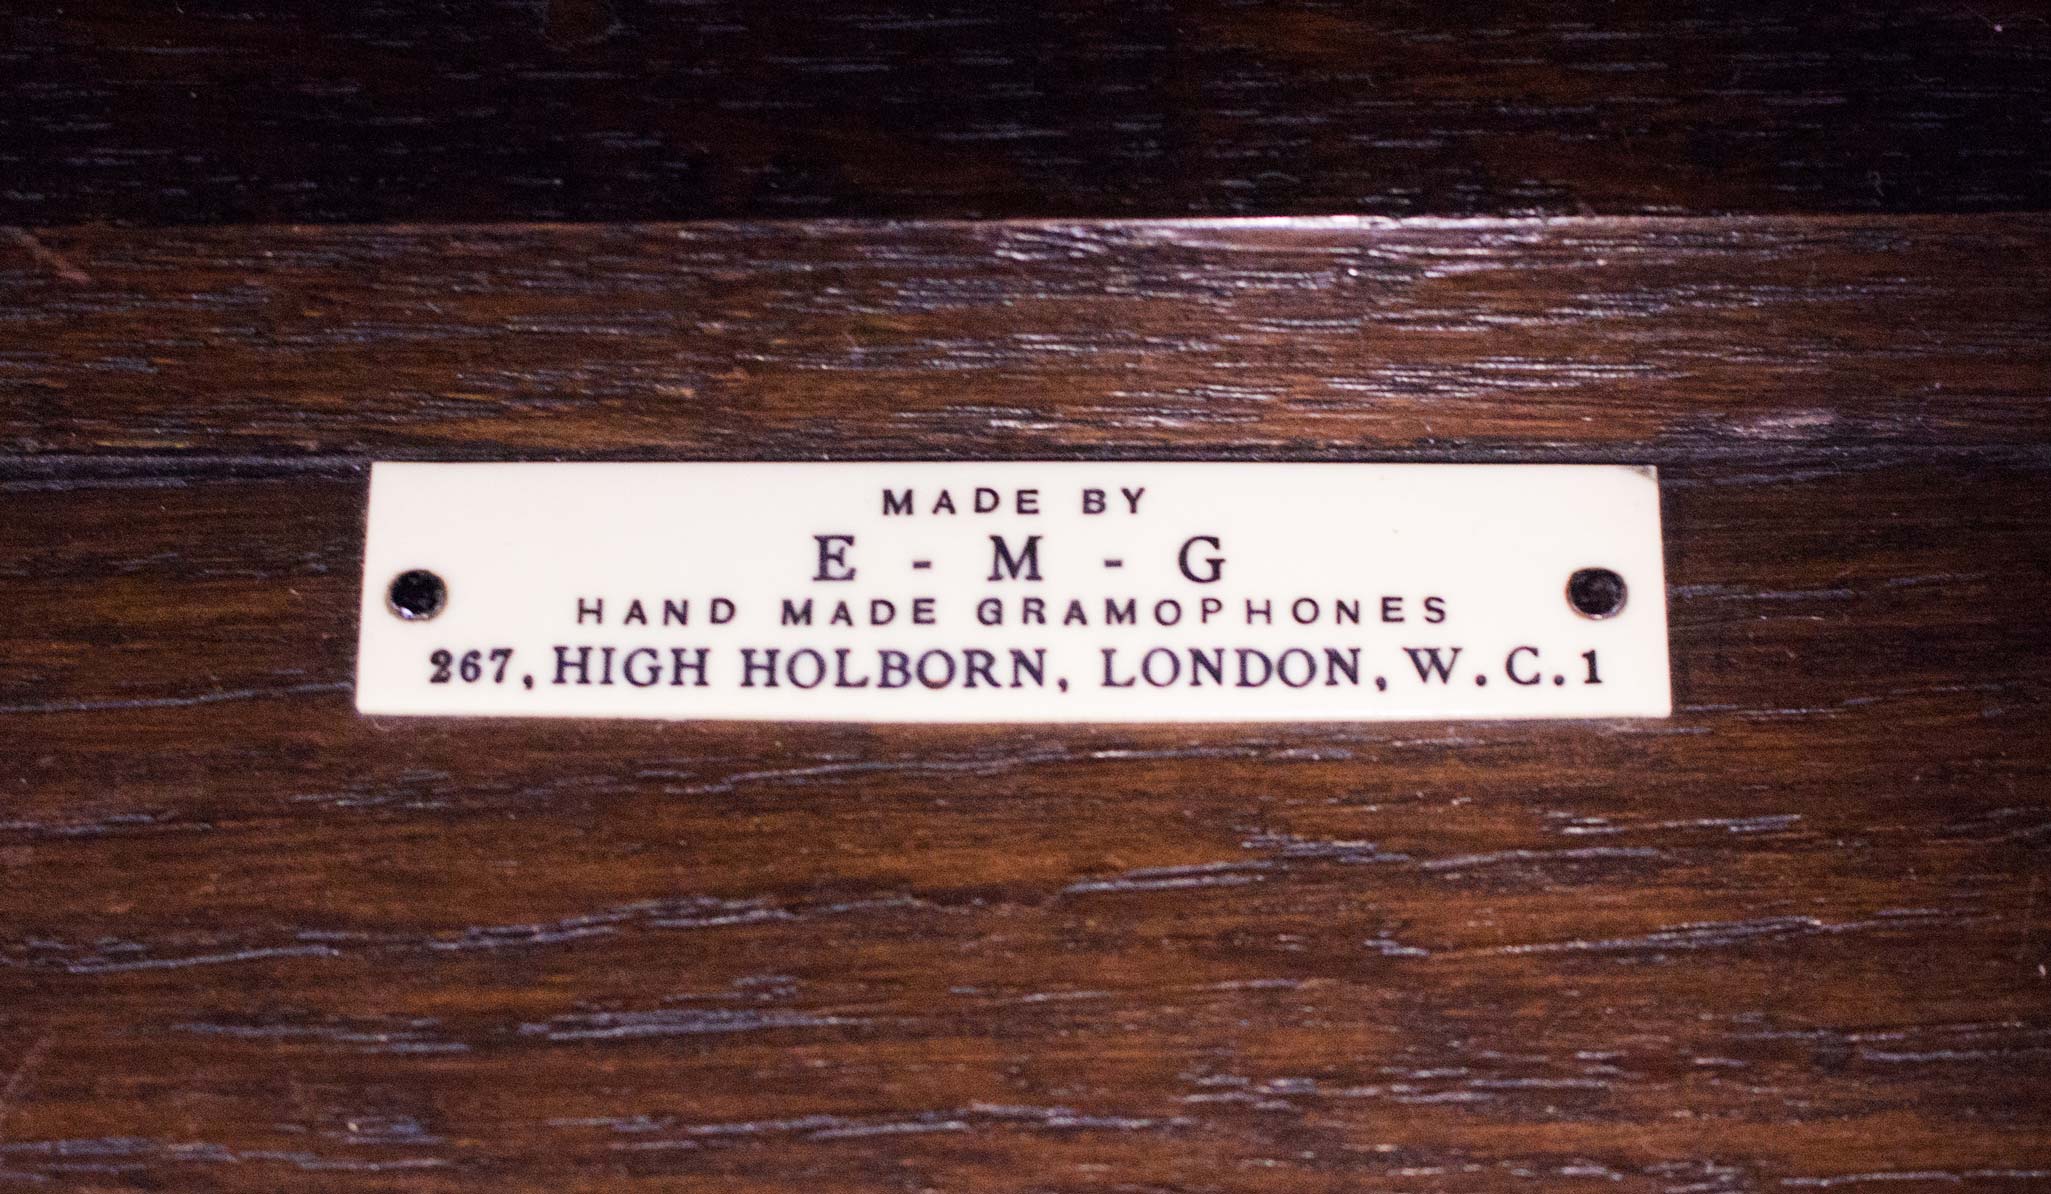 MADE BY
E - M - G
HAND MADE GRAMOPHONES
267, HIGH HOLBORN, LONDON, W.C.1